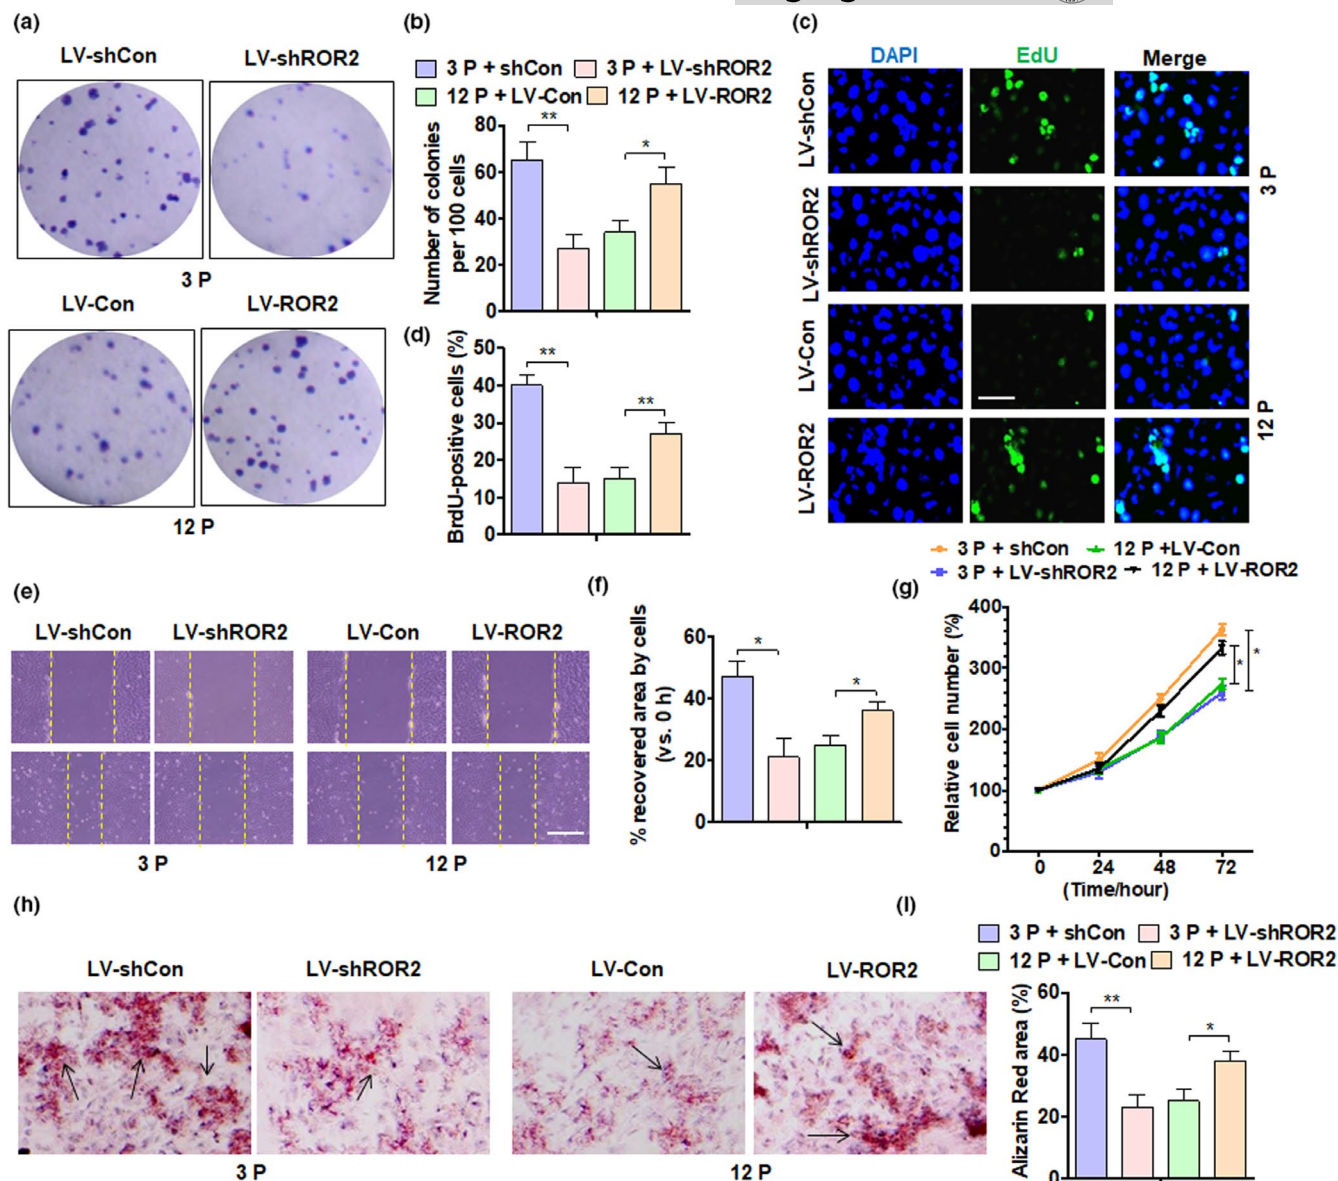 (a)
LV-shCon
LV-shROR2
3 P
LV-Con
LV-ROR2
12 P
(b)
3 P + shCon
3 P + LV-shROR2
12 P + LV-Con
12 P + LV-ROR2
Number of colonies
per 100 cells
80
60
40
20
0
**
*
(c)
DAPI
EdU
Merge
LV-shCon
LV-shROR2
LV-Con
LV-ROR2
3 P
12 P
(d)
BrdU-positive cells (%)
50
40
30
20
10
0
**
**
(e)
LV-shCon
LV-shROR2
LV-Con
LV-ROR2
3 P
12 P
(f)
% recovered area by cells
(vs. 0 h)
60
40
20
0
*
*
3 P + shCon
12 P +LV-Con
3 P + LV-shROR2
12 P + LV-ROR2
(g)
Relative cell number (%)
400
300
200
100
0
*
*
0
24
48
72
(Time/hour)
(h)
LV-shCon
LV-shROR2
LV-Con
LV-ROR2
3 P
12 P
(I)
3 P + shCon
3 P + LV-shROR2
12 P + LV-Con
12 P + LV-ROR2
Alizarin Red area (%)
60
40
20
0
**
*